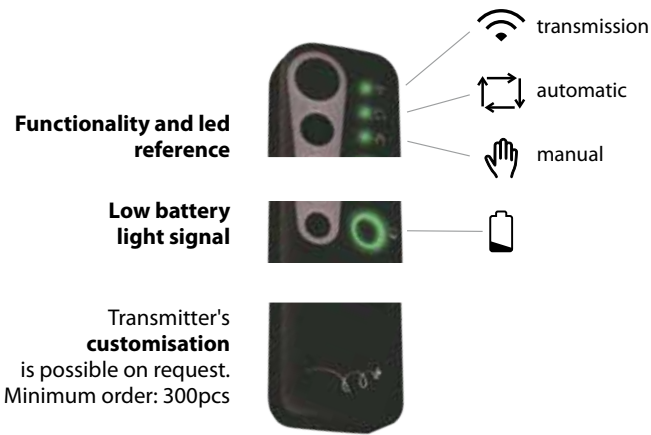 transmission
automatic
Functionality and led
reference
manual
Low battery
light signal
Transmitter's
customisation
is possible on request.
Minimum order: 300pcs